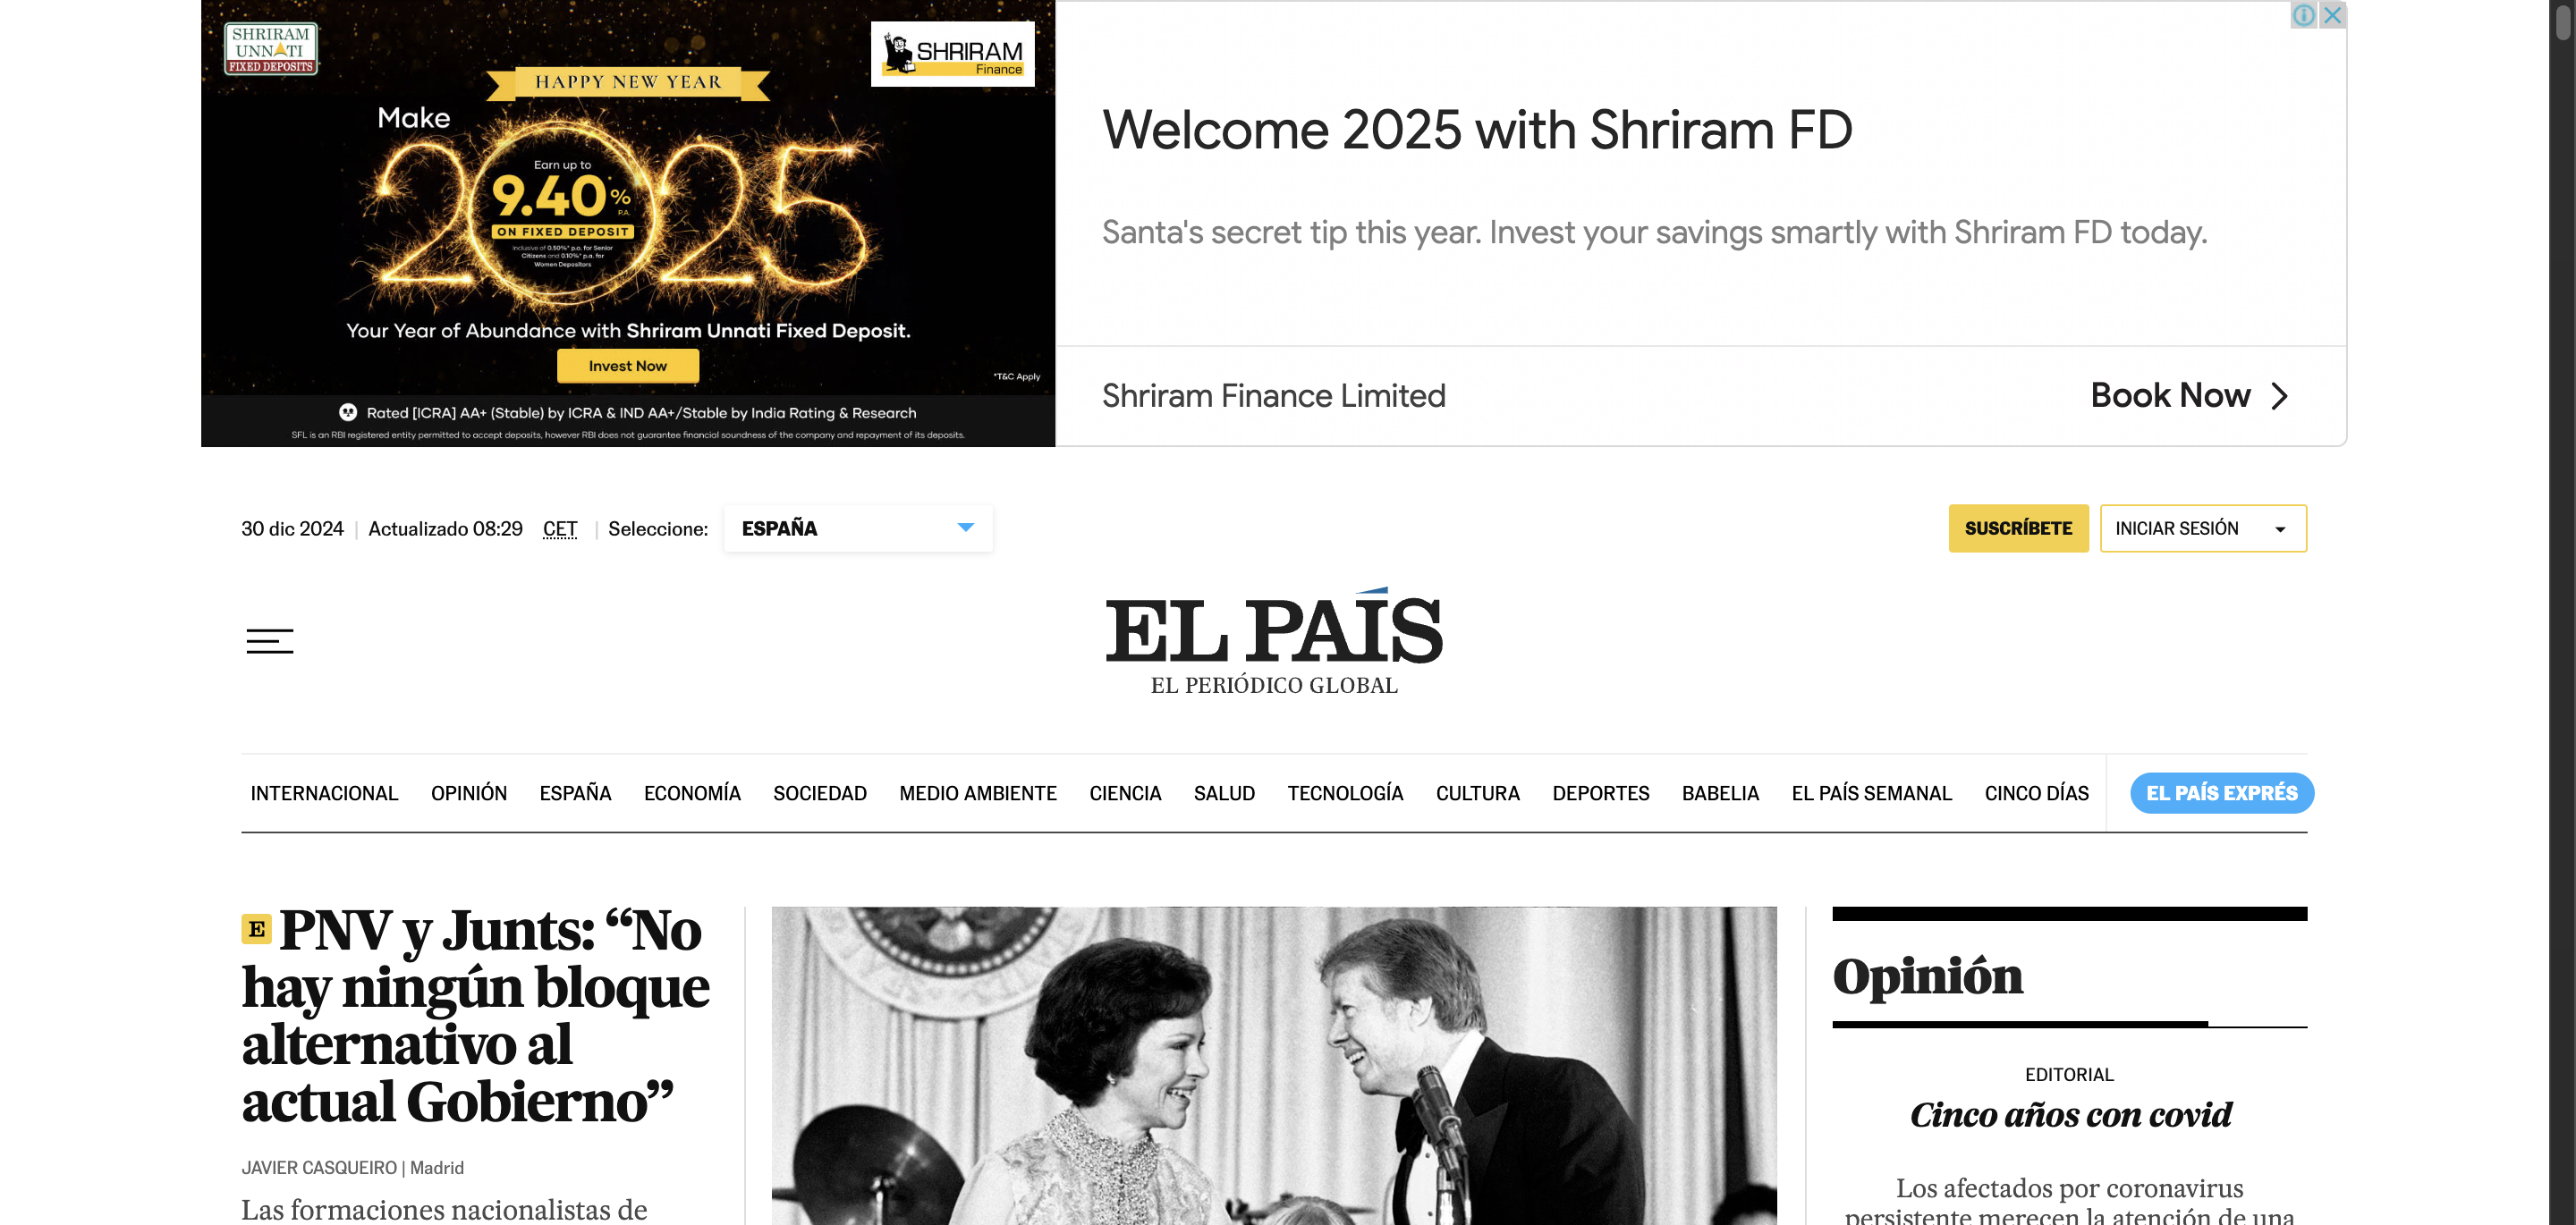 SHRIRAM
UNNATI
FIXED DEPOSITS
SHRIRAM
Finance
HAPPY NEW YEAR
Make
2025
Earn up to
9.40*%
P.A.
ON FIXED DEPOSIT
Inclusive of 0.50%* p.a. for Senior
Citizens and 0.10%* p.a. for
Women Depositors
Your Year of Abundance with Shriram Unnati Fixed Deposit.
Invest Now
*T&C Apply
Rated [ICRA] AA+ (Stable) by ICRA & IND AA+/Stable by India Rating & Research
SFL is an RBI registered entity permitted to accept deposits, however RBI does not guarantee financial soundness of the company and repayment of its deposits.
Welcome 2025 with Shriram FD
Santa's secret tip this year. Invest your savings smartly with Shriram FD today.
Shriram Finance Limited
Book Now
30 dic 2024 | Actualizado 08:29 CET | Seleccione: ESPAÑA
SUSCRÍBETE
INICIAR SESIÓN
EL PAÍS
EL PERIÓDICO GLOBAL
INTERNACIONAL OPINIÓN ESPAÑA ECONOMÍA SOCIEDAD MEDIO AMBIENTE CIENCIA SALUD TECNOLOGÍA CULTURA DEPORTES BABELIA EL PAÍS SEMANAL CINCO DÍAS EL PAÍS EXPRÉS
E PNV y Junts: “No
hay ningún bloque
alternativo al
actual Gobierno”
JAVIER CASQUEIRO | Madrid
Las formaciones nacionalistas de
Opinión
EDITORIAL
Cinco años con covid
Los afectados por coronavirus
persistente merecen la atención de una